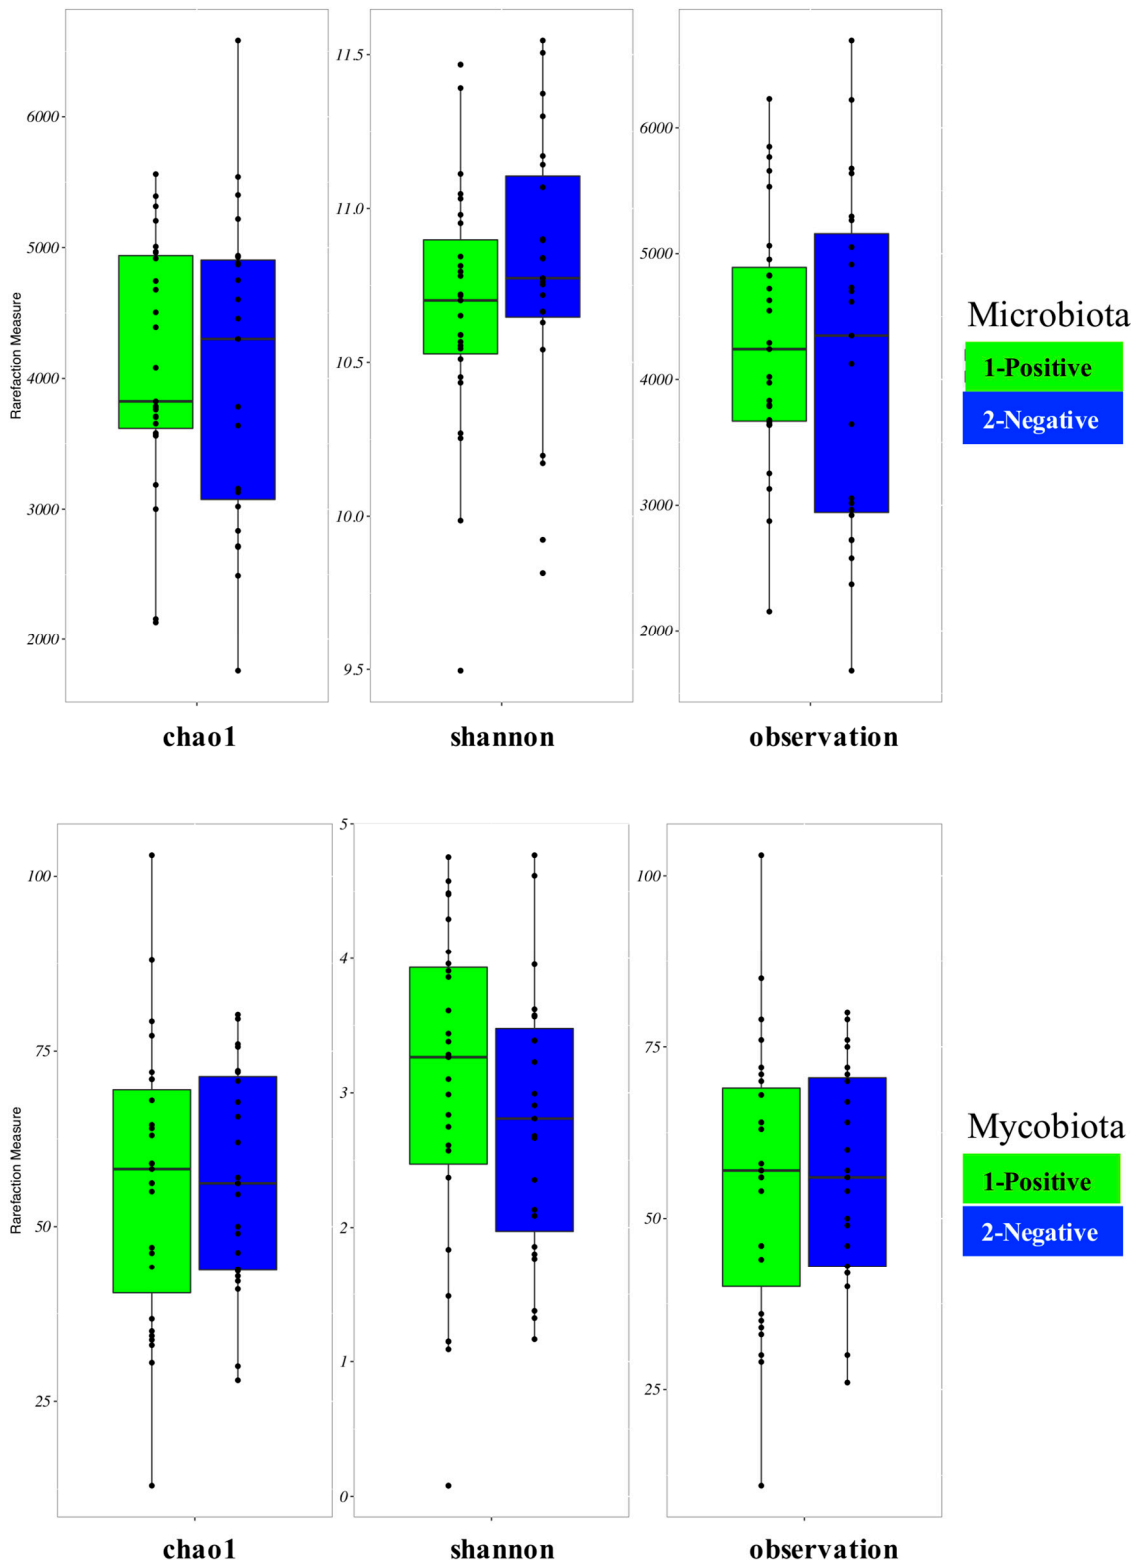 Rarefaction Measure
6000
5000
4000
3000
2000
chao1
11.5
11.0
10.5
10.0
9.5
shannon
6000
5000
4000
3000
2000
observation
Microbiota
1-Positive
2-Negative
Rarefaction Measure
100
75
50
25
chao1
5
4
3
2
1
0
shannon
100
75
50
25
observation
Mycobiota
1-Positive
2-Negative